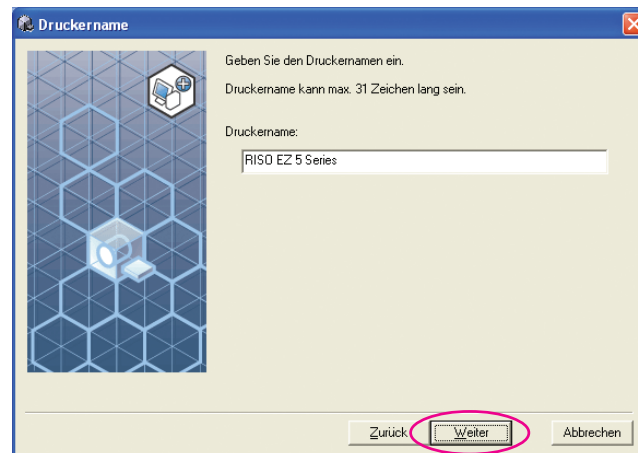 Druckername
Geben Sie den Druckernamen ein.
Druckername kann max. 31 Zeichen lang sein.
Druckername:
RISO EZ 5 Series
Zurück Weiter Abbrechen